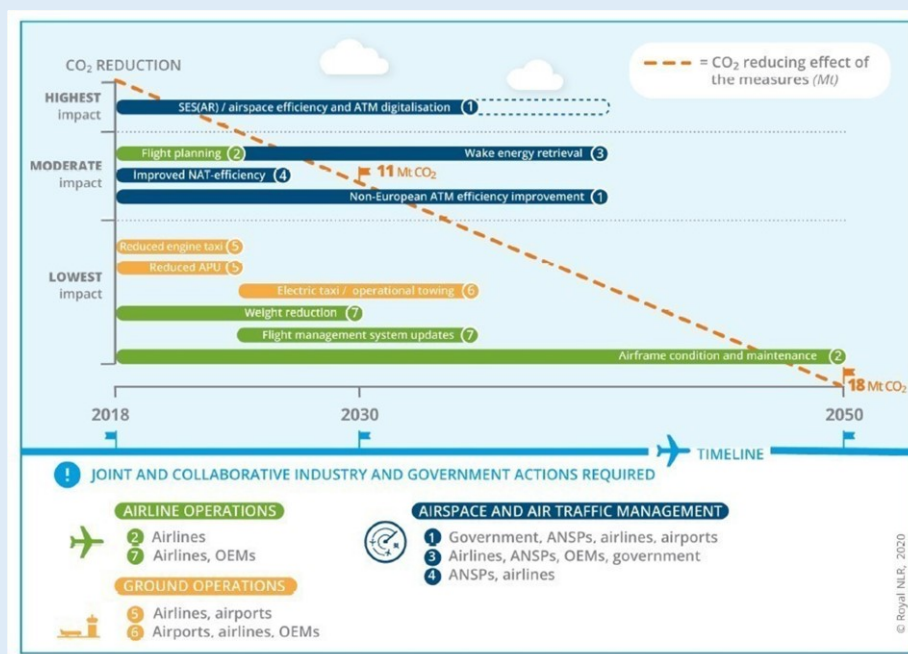 CO₂ REDUCTION
= CO₂ reducing effect of
the measures (Mt)
HIGHEST
impact
SES(AR) / airspace efficiency and ATM digitalisation 1
MODERATE
impact
Flight planning 2
Wake energy retrieval 3
Improved NAT-efficiency 4
11 Mt CO₂
Non-European ATM efficiency improvement 1
LOWEST
impact
Reduced engine taxi 5
Reduced APU 5
Electric taxi / operational towing 6
Weight reduction 7
Flight management system updates 7
Airframe condition and maintenance 2
18 Mt CO₂
2018 2030 2050
TIMELINE
! JOINT AND COLLABORATIVE INDUSTRY AND GOVERNMENT ACTIONS REQUIRED
AIRLINE OPERATIONS
2 Airlines
7 Airlines, OEMs
GROUND OPERATIONS
5 Airlines, airports
6 Airports, airlines, OEMs
AIRSPACE AND AIR TRAFFIC MANAGEMENT
1 Government, ANSPs, airlines, airports
3 Airlines, ANSPs, OEMs, government
4 ANSPs, airlines
© Royal NLR, 2020